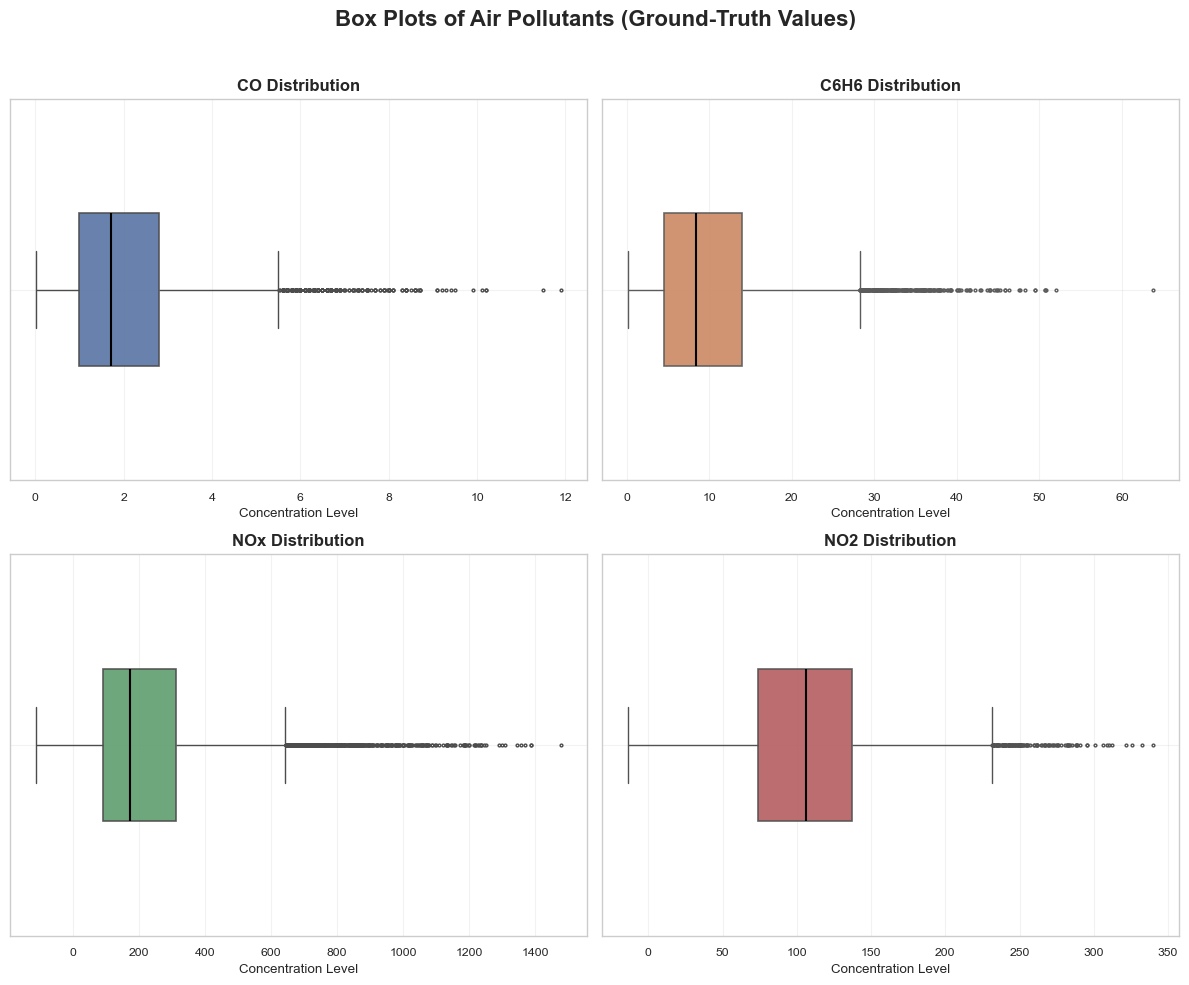 Box Plots of Air Pollutants (Ground-Truth Values)
CO Distribution
0 2 4 6 8 10 12
Concentration Level
C6H6 Distribution
0 10 20 30 40 50 60
Concentration Level
NOx Distribution
0 200 400 600 800 1000 1200 1400
Concentration Level
NO2 Distribution
0 50 100 150 200 250 300 350
Concentration Level